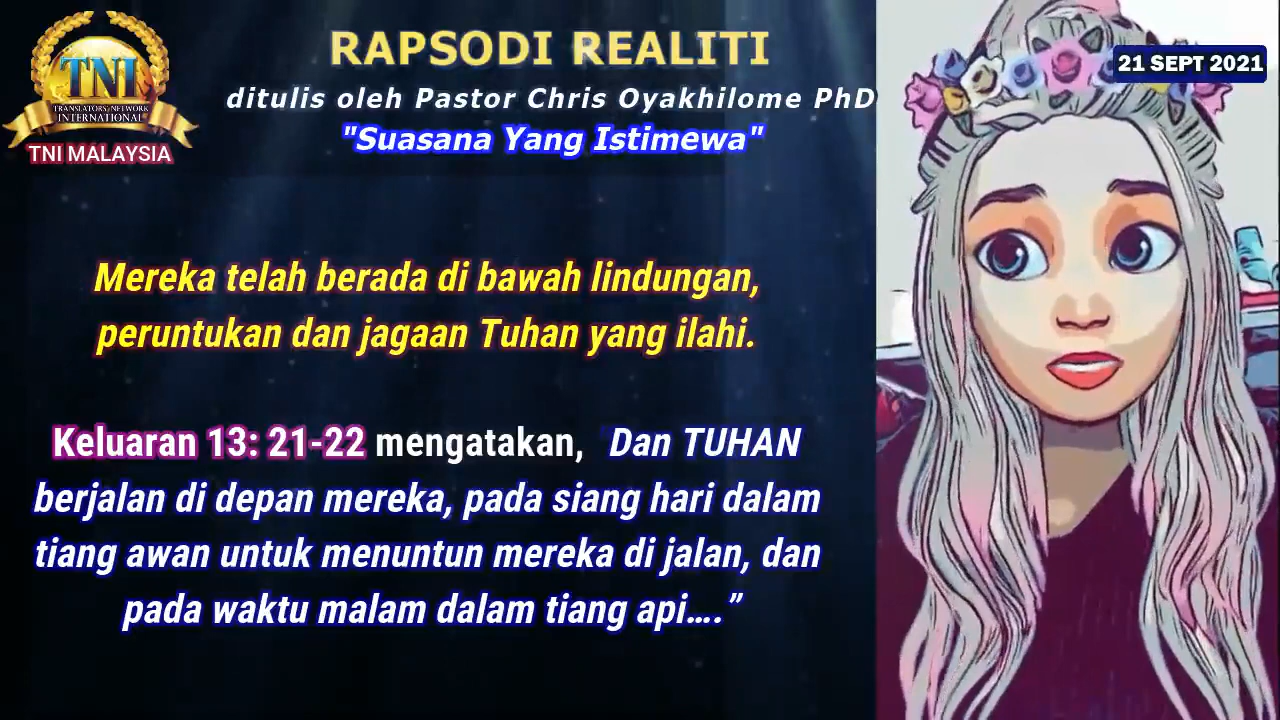 TNI
TRANSLATORS NETWORK
INTERNATIONAL
TNI MALAYSIA
RAPSODI REALITI
ditulis oleh Pastor Chris Oyakhilome PhD
"Suasana Yang Istimewa"
21 SEPT 2021
Mereka telah berada di bawah lindungan,
peruntukan dan jagaan Tuhan yang ilahi.
Keluaran 13: 21-22 mengatakan, Dan TUHAN
berjalan di depan mereka, pada siang hari dalam
tiang awan untuk menuntun mereka di jalan, dan
pada waktu malam dalam tiang api….”